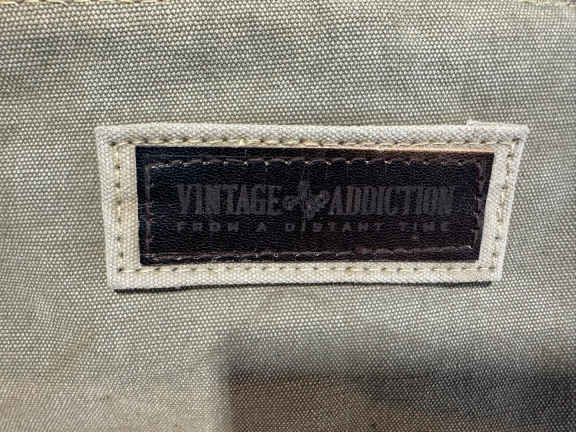 VINTAGE ADDICTION
FROM A DISTANT TIME